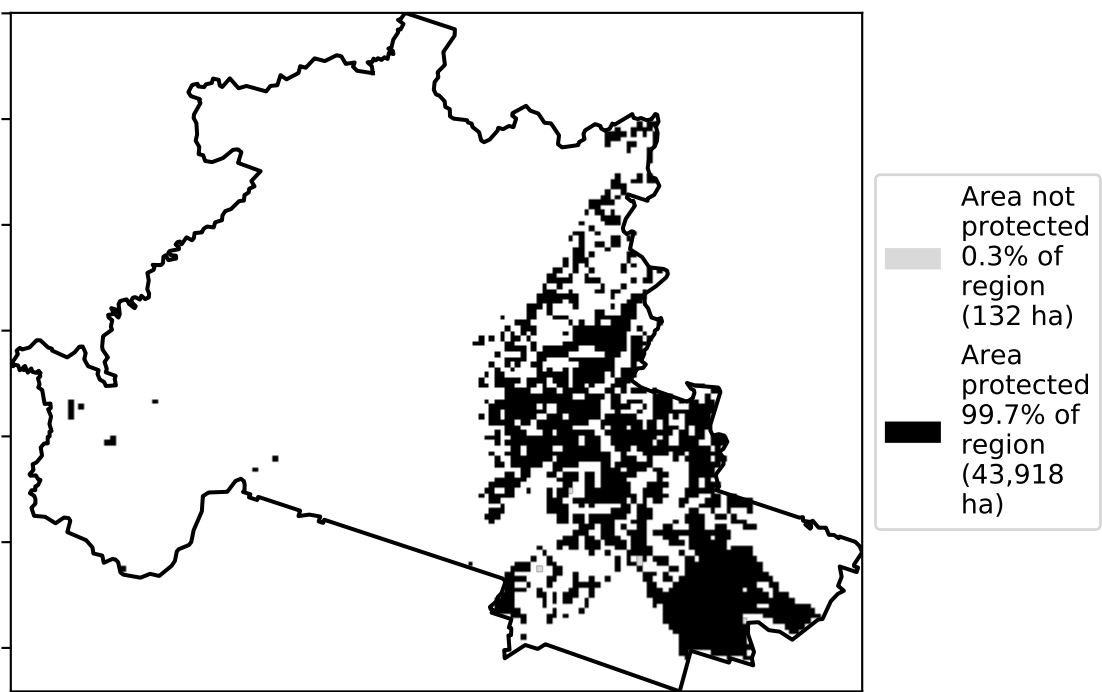 Area not
protected
0.3% of
region
(132 ha)
Area
protected
99.7% of
region
(43,918
ha)